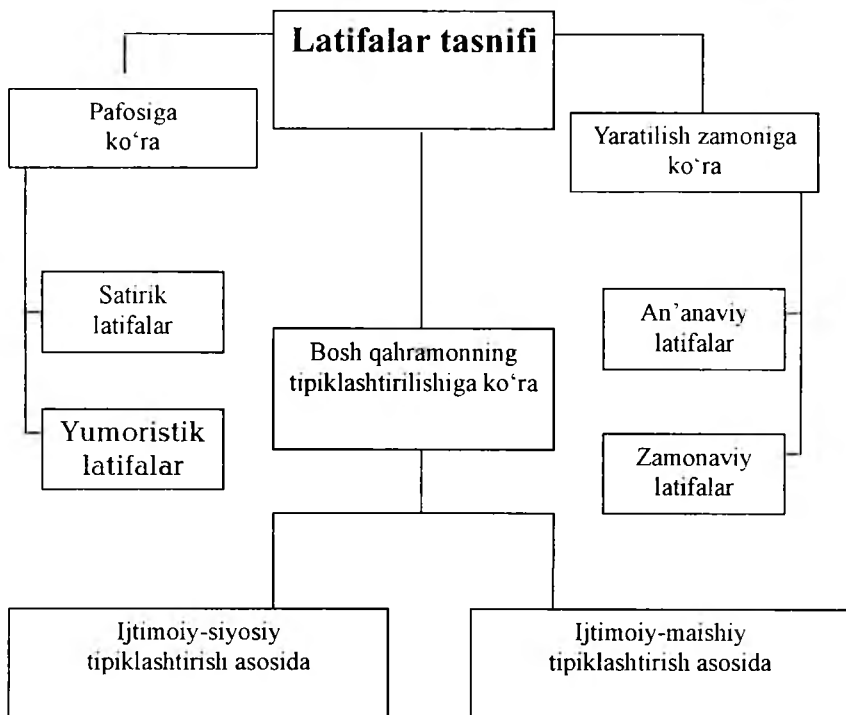 Latifalar tasnifi
Pafosiga
ko‘ra
Yaratilish zamoniga
ko‘ra
Satirik
latifalar
An’anaviy
latifalar
Bosh qahramonning
tipiklashtirilishiga ko‘ra
Yumoristik
latifalar
Zamonaviy
latifalar
Ijtimoiy-siyosiy
tipiklashtirish asosida
Ijtimoiy-maishiy
tipiklashtirish asosida